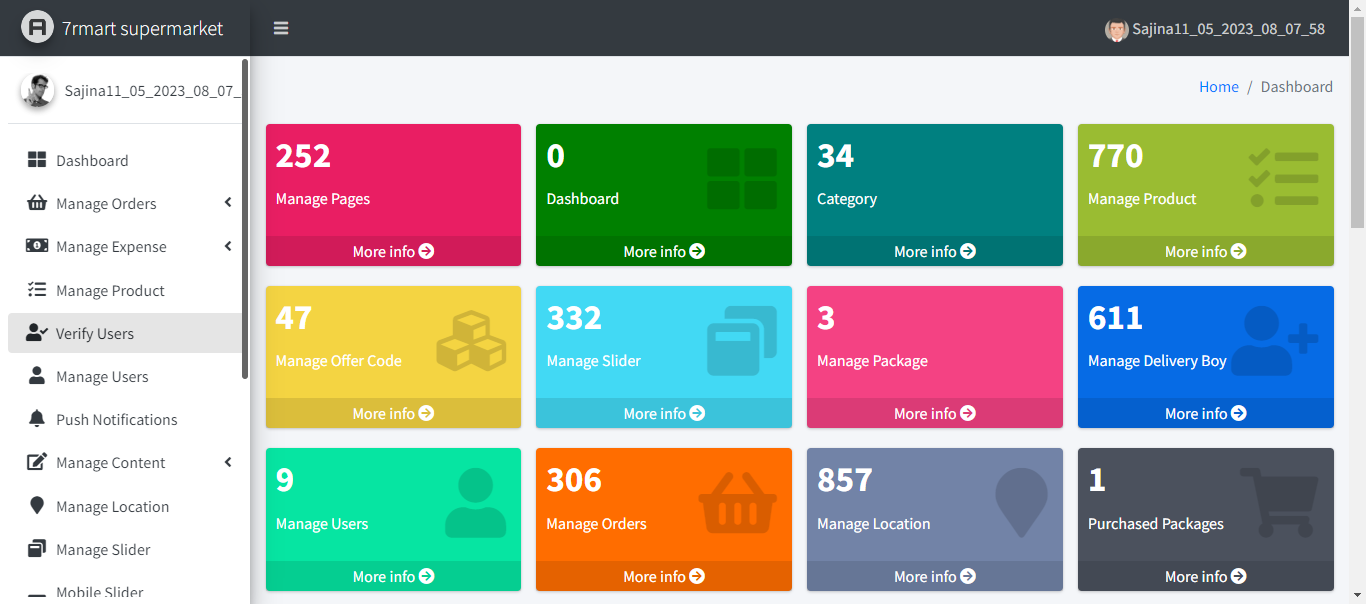 7rmart supermarket
Sajina11_05_2023_08_07_58
Sajina11_05_2023_08_07_
Home / Dashboard
Dashboard
Manage Orders
Manage Expense
Manage Product
Verify Users
Manage Users
Push Notifications
Manage Content
Manage Location
Manage Slider
Mobile Slider
252
Manage Pages
More info
0
Dashboard
More info
34
Category
More info
770
Manage Product
More info
47
Manage Offer Code
More info
332
Manage Slider
More info
3
Manage Package
More info
611
Manage Delivery Boy
More info
9
Manage Users
More info
306
Manage Orders
More info
857
Manage Location
More info
1
Purchased Packages
More info